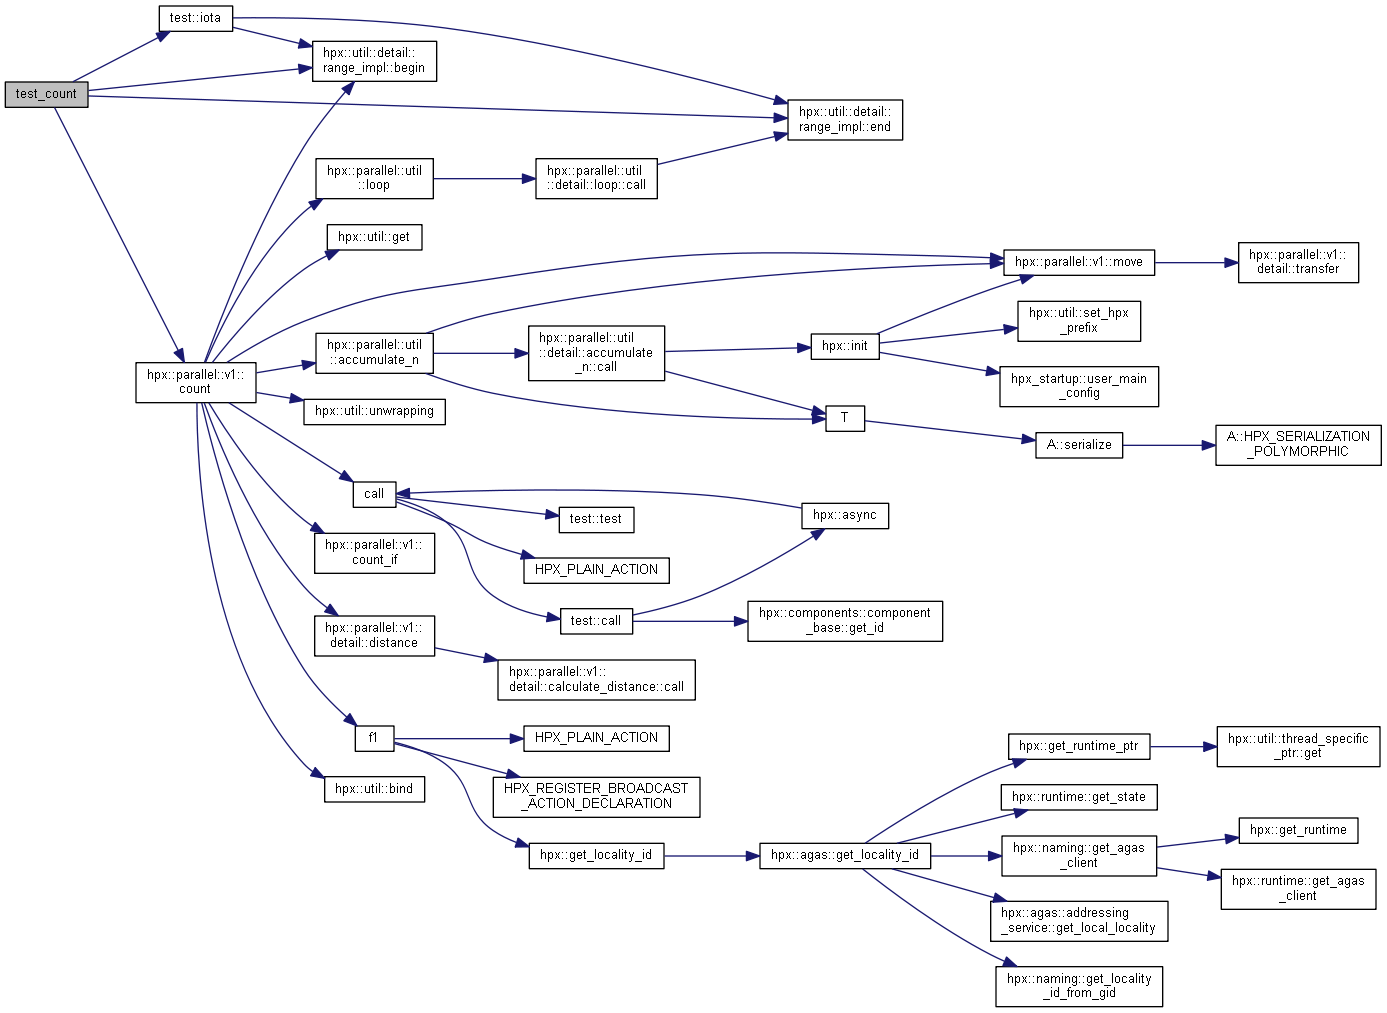 test::iota
hpx::util::detail::
range_impl::begin
test_count
hpx::util::detail::
range_impl::end
hpx::parallel::util
::loop
hpx::parallel::util
::detail::loop::call
hpx::util::get
hpx::parallel::v1::move
hpx::parallel::v1::
detail::transfer
hpx::util::set_hpx
_prefix
hpx::parallel::util
::accumulate_n
hpx::parallel::util
::detail::accumulate
_n::call
hpx::init
hpx_startup::user_main
_config
hpx::parallel::v1::
count
hpx::util::unwrapping
T
A::serialize
A::HPX_SERIALIZATION
_POLYMORPHIC
call
test::test
hpx::async
hpx::parallel::v1::
count_if
HPX_PLAIN_ACTION
test::call
hpx::components::component
_base::get_id
hpx::parallel::v1::
detail::distance
hpx::parallel::v1::
detail::calculate_distance::call
f1
HPX_PLAIN_ACTION
hpx::get_runtime_ptr
hpx::util::thread_specific
_ptr::get
hpx::util::bind
HPX_REGISTER_BROADCAST
_ACTION_DECLARATION
hpx::runtime::get_state
hpx::get_runtime
hpx::get_locality_id
hpx::agas::get_locality_id
hpx::naming::get_agas
_client
hpx::runtime::get_agas
_client
hpx::agas::addressing
_service::get_local_locality
hpx::naming::get_locality
_id_from_gid